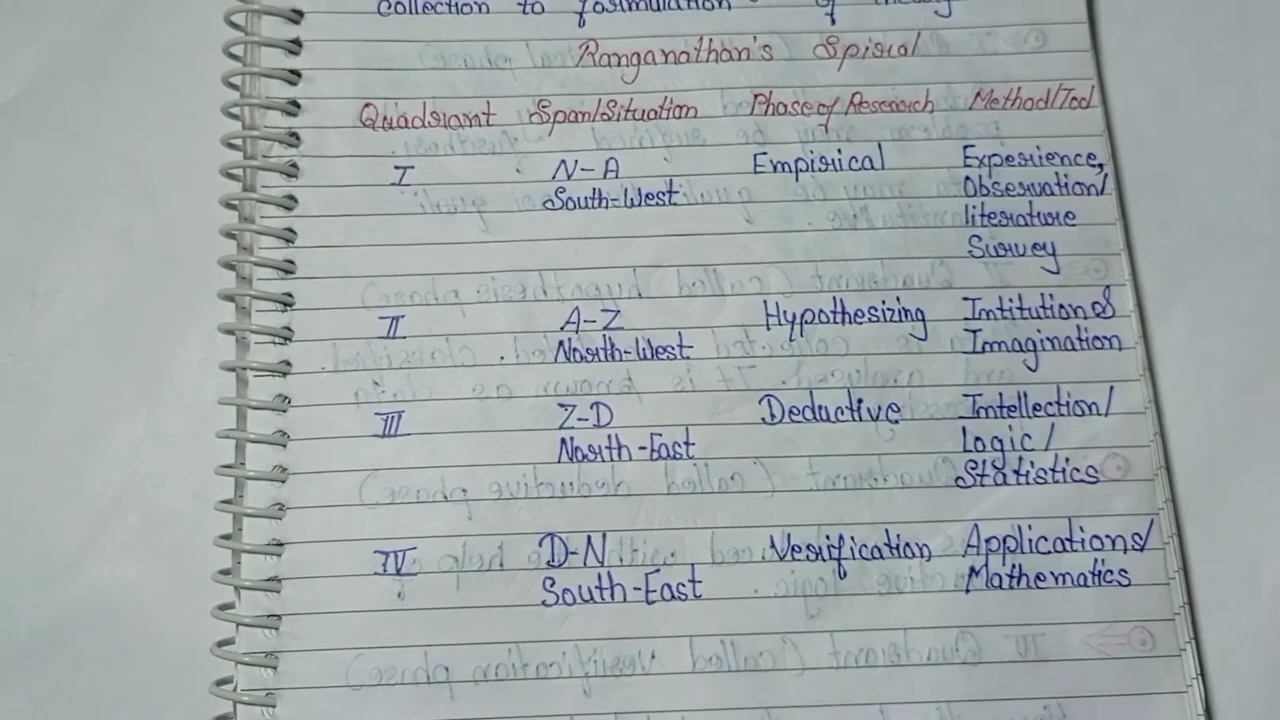 Collection to formulation of theory
Ranganathan's Spiral
Quadrant Span/Situation Phase of Research Method/Tool
I N-A Empirical Experience,
South-West Observation/
literature
Survey
II A-Z Hypothesizing Intitution &
North-West Imagination
III Z-D Deductive Intellection/
North-East Logic/
Statistics
IV D-N Verification Applications/
South-East Mathematics